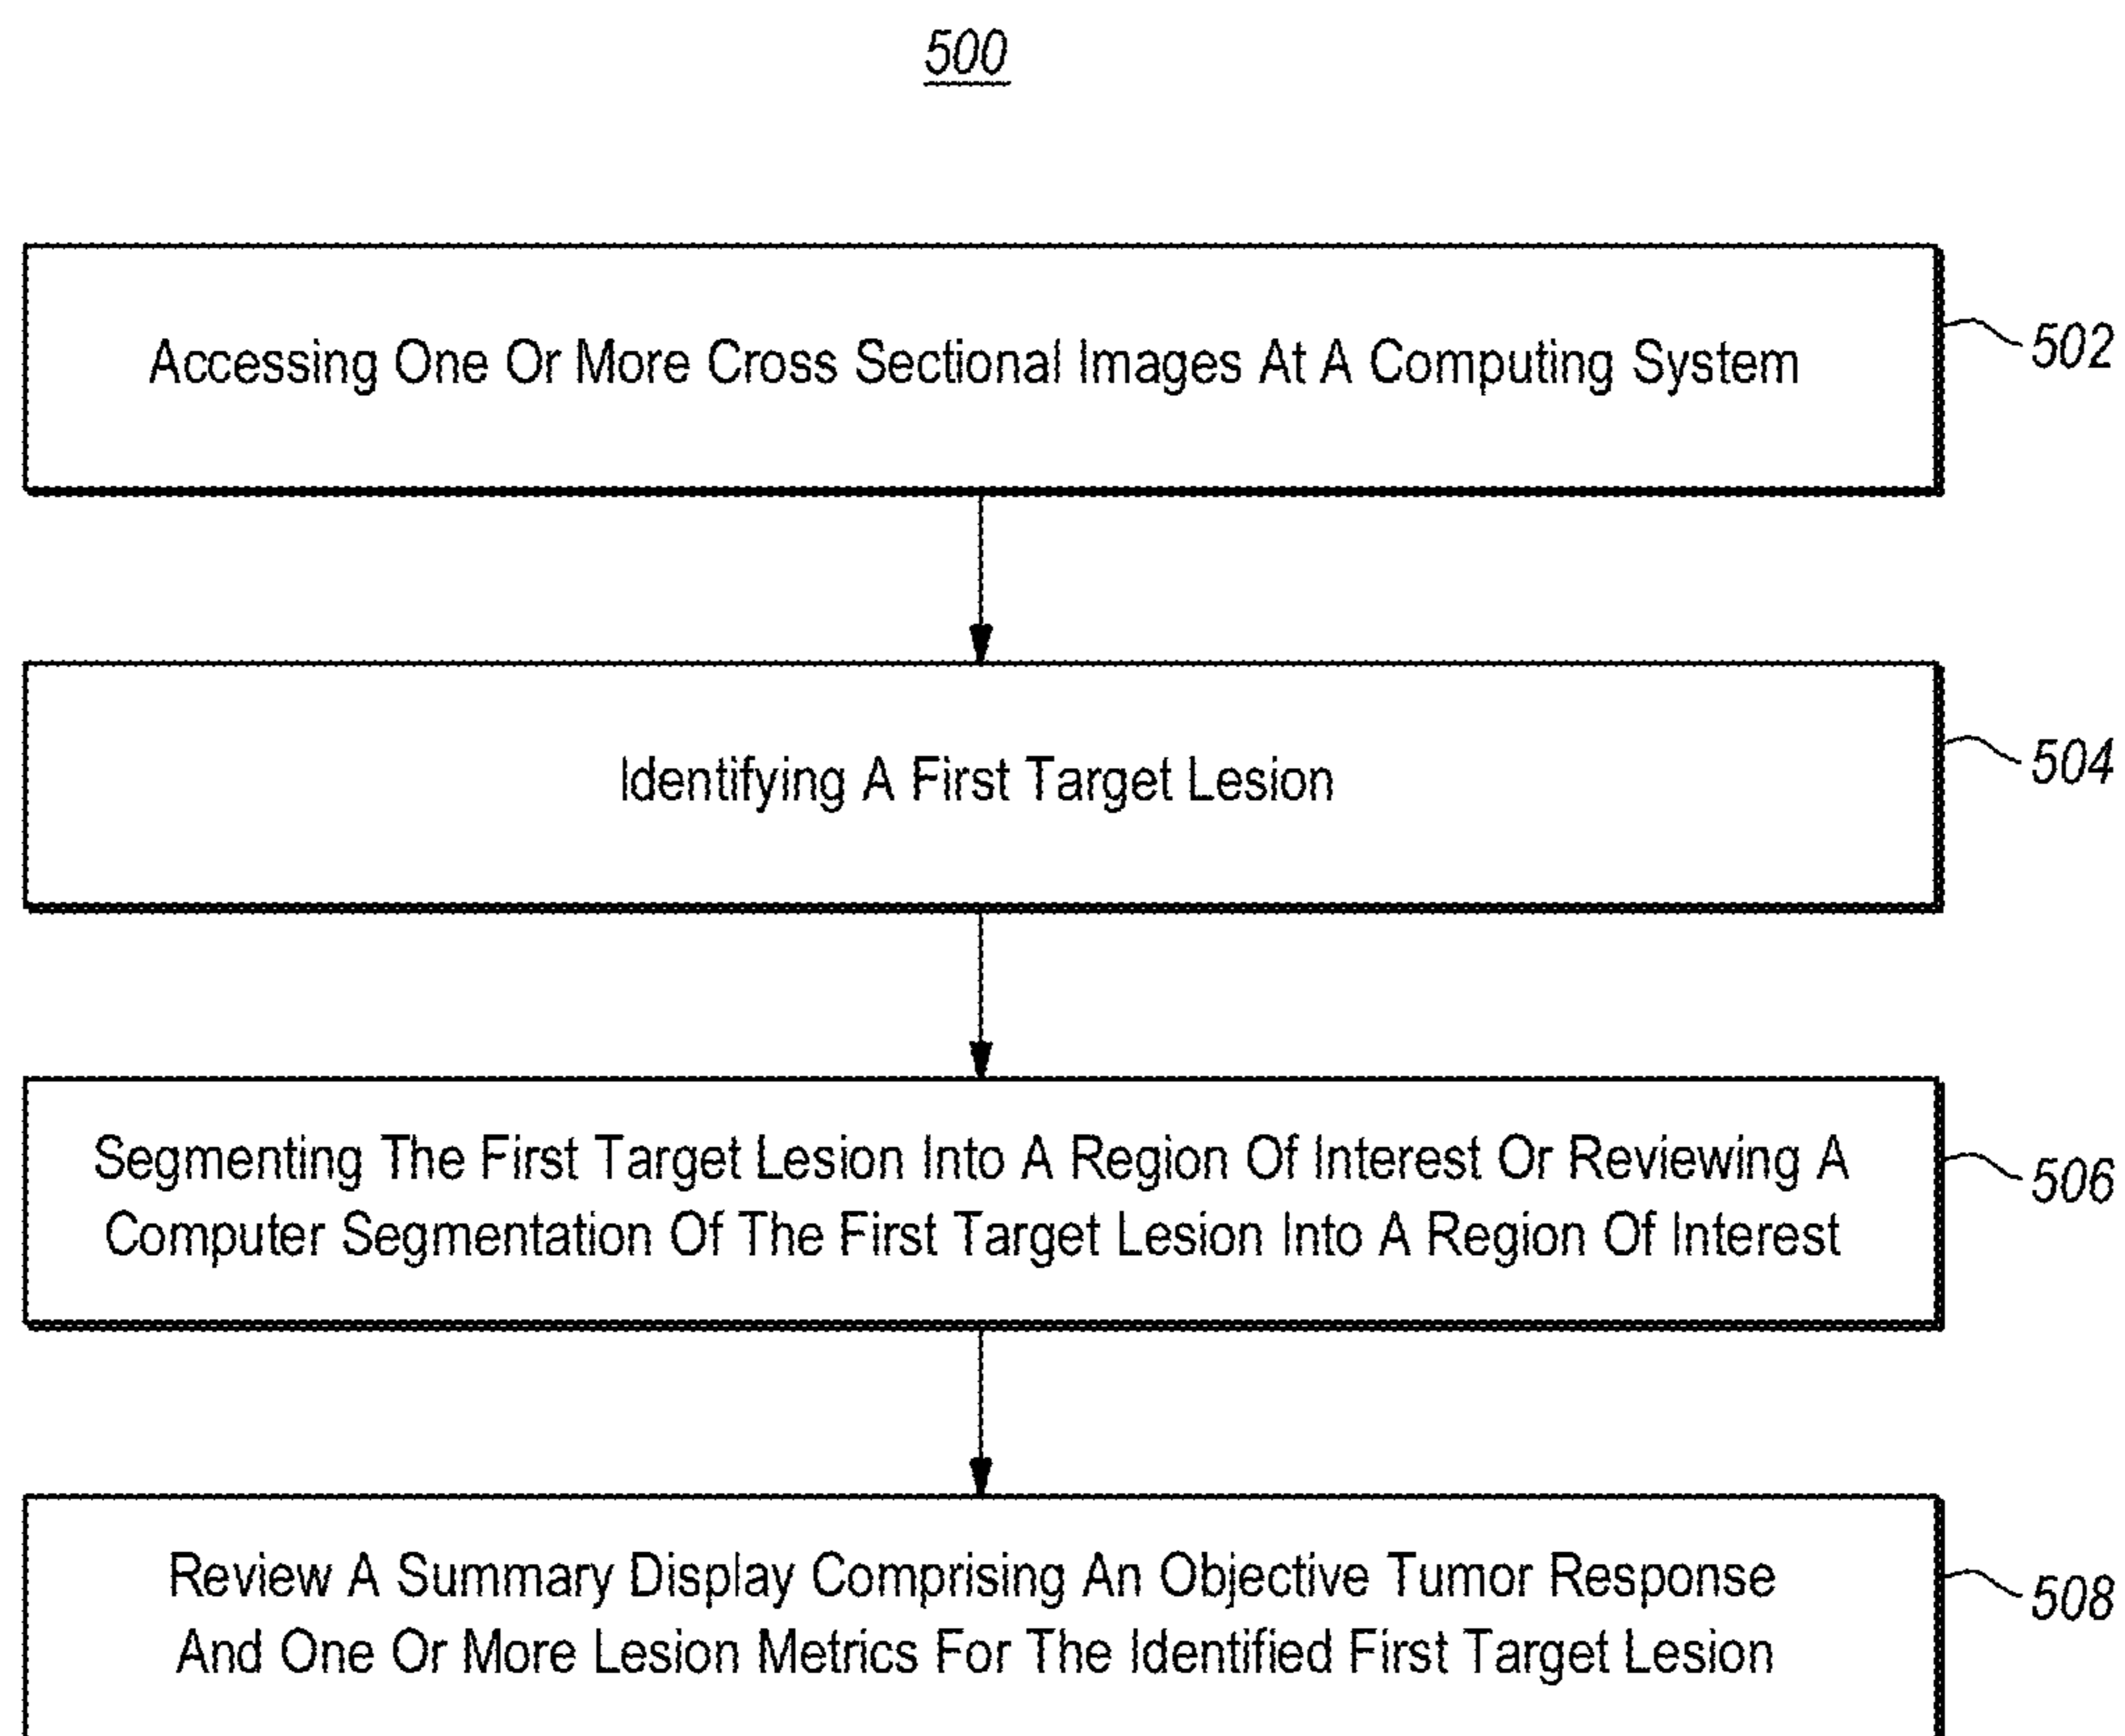 500
Accessing One Or More Cross Sectional Images At A Computing System
502
Identifying A First Target Lesion
504
Segmenting The First Target Lesion Into A Region Of Interest Or Reviewing A
Computer Segmentation Of The First Target Lesion Into A Region Of Interest
506
Review A Summary Display Comprising An Objective Tumor Response
And One Or More Lesion Metrics For The Identified First Target Lesion
508